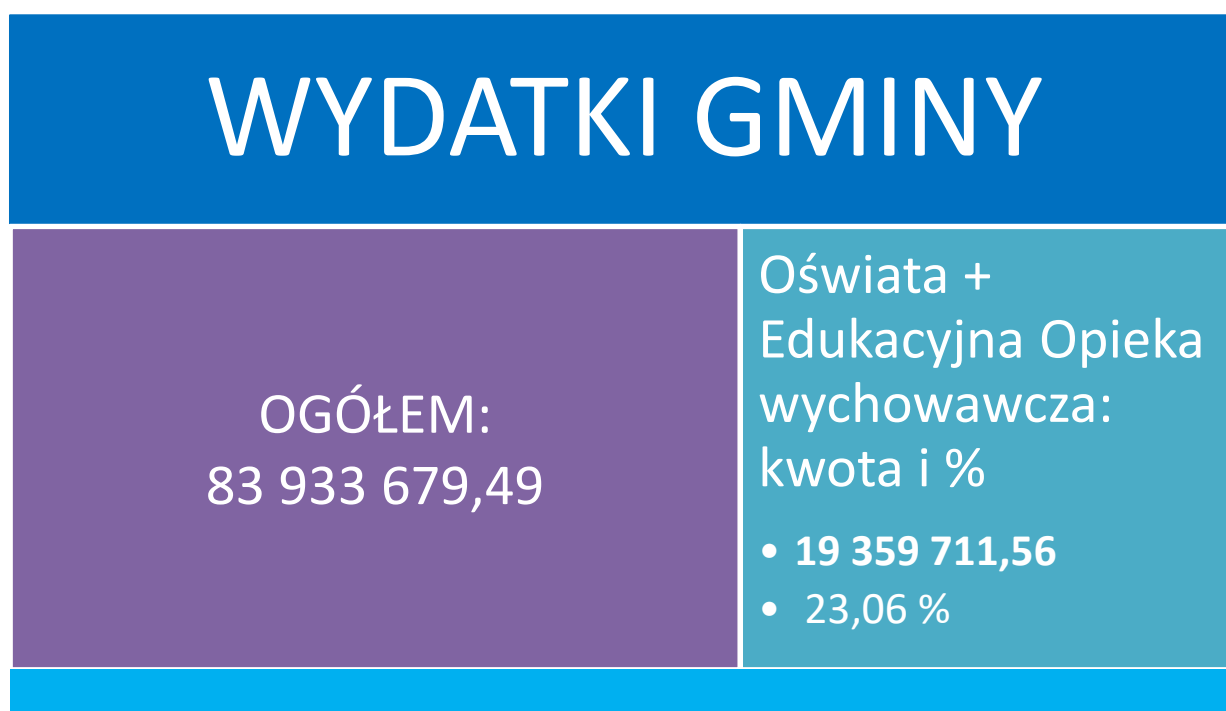 WYDATKI GMINY
OGÓŁEM:
83 933 679,49
Oświata +
Edukacyjna Opieka
wychowawcza:
kwota i %
• 19 359 711,56
• 23,06 %